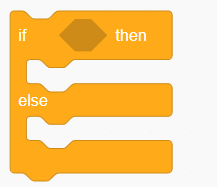 if then
else